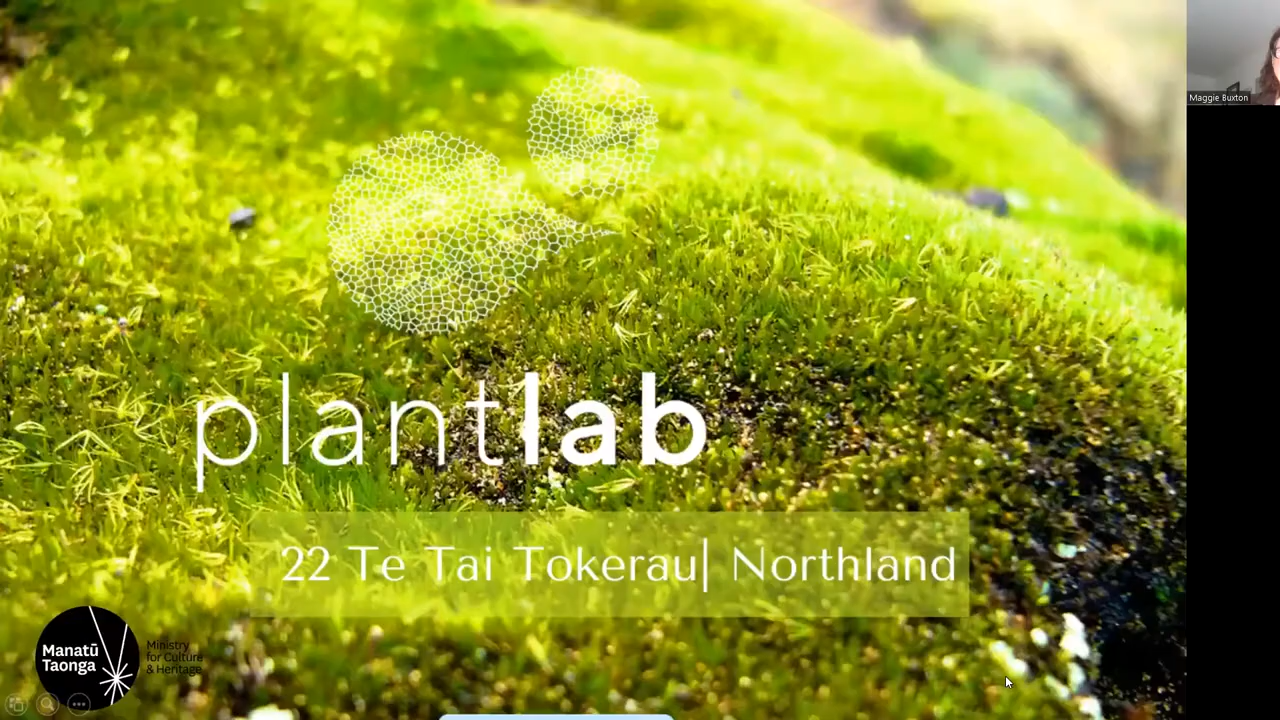 Maggie Buxton
plantlab
22 Te Tai Tokerau| Northland
Manatū
Taonga
Ministry
for Culture
& Heritage